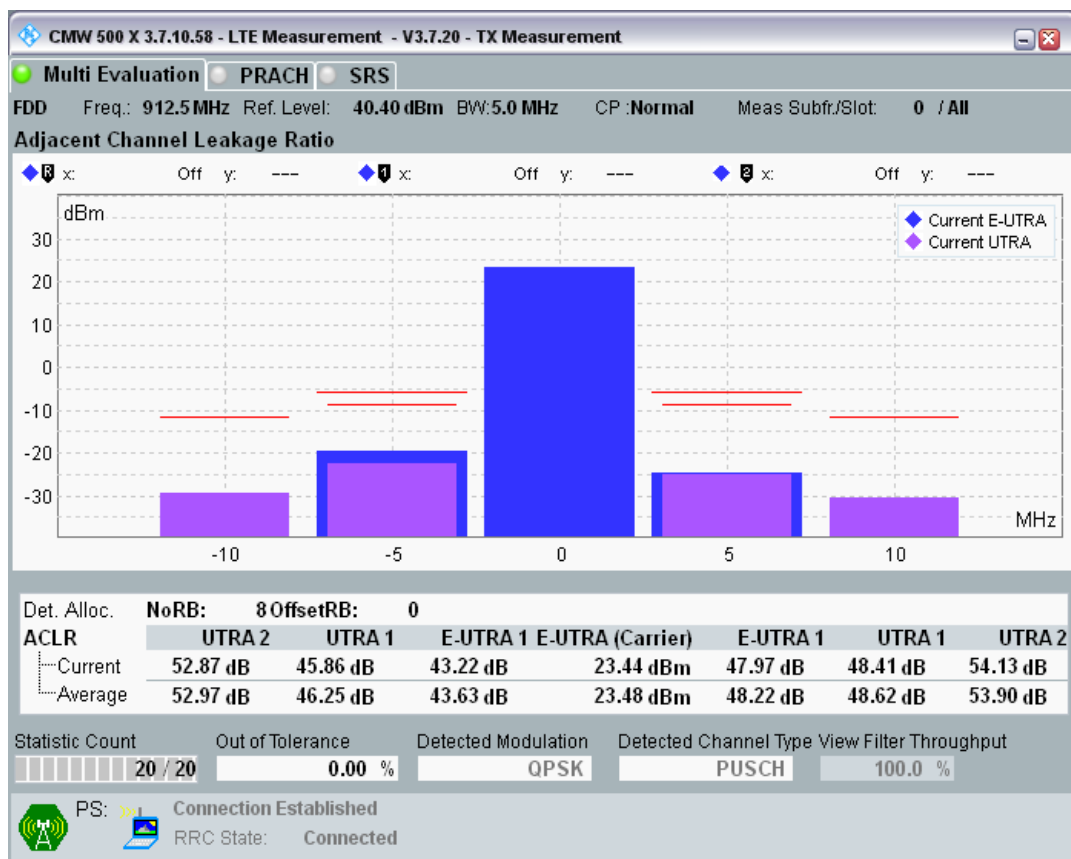 CMW 500 X 3.7.10.58 - LTE Measurement - V3.7.20 - TX Measurement
Multi Evaluation PRACH SRS
FDD Freq.: 912.5 MHz Ref. Level: 40.40 dBm BW:5.0 MHz CP :Normal Meas Subfr./Slot: 0 / All
Adjacent Channel Leakage Ratio
R x: Off y: --- 1 x: Off y: --- 2 x: Off y: ---
dBm
Current E-UTRA
Current UTRA
30
20
10
0
-10
-20
-30
MHz
-10 -5 0 5 10
Det. Alloc. NoRB: 8 OffsetRB: 0
ACLR UTRA 2 UTRA 1 E-UTRA 1 E-UTRA (Carrier) E-UTRA 1 UTRA 1 UTRA 2
Current 52.87 dB 45.86 dB 43.22 dB 23.44 dBm 47.97 dB 48.41 dB 54.13 dB
Average 52.97 dB 46.25 dB 43.63 dB 23.48 dBm 48.22 dB 48.62 dB 53.90 dB
Statistic Count Out of Tolerance Detected Modulation Detected Channel Type View Filter Throughput
20 / 20 0.00 % QPSK PUSCH 100.0 %
PS: Connection Established
RRC State: Connected